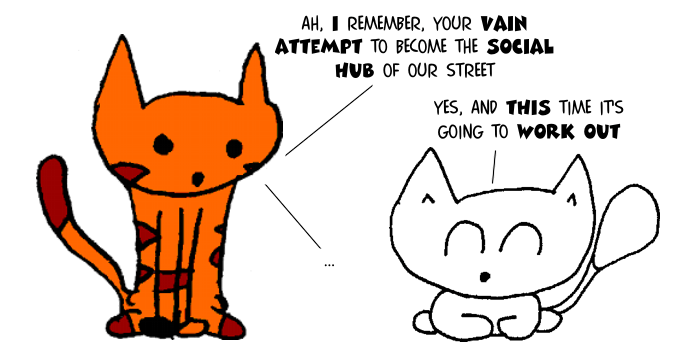 AH, I REMEMBER, YOUR VAIN
ATTEMPT TO BECOME THE SOCIAL
HUB OF OUR STREET
YES, AND THIS TIME IT'S
GOING TO WORK OUT
...